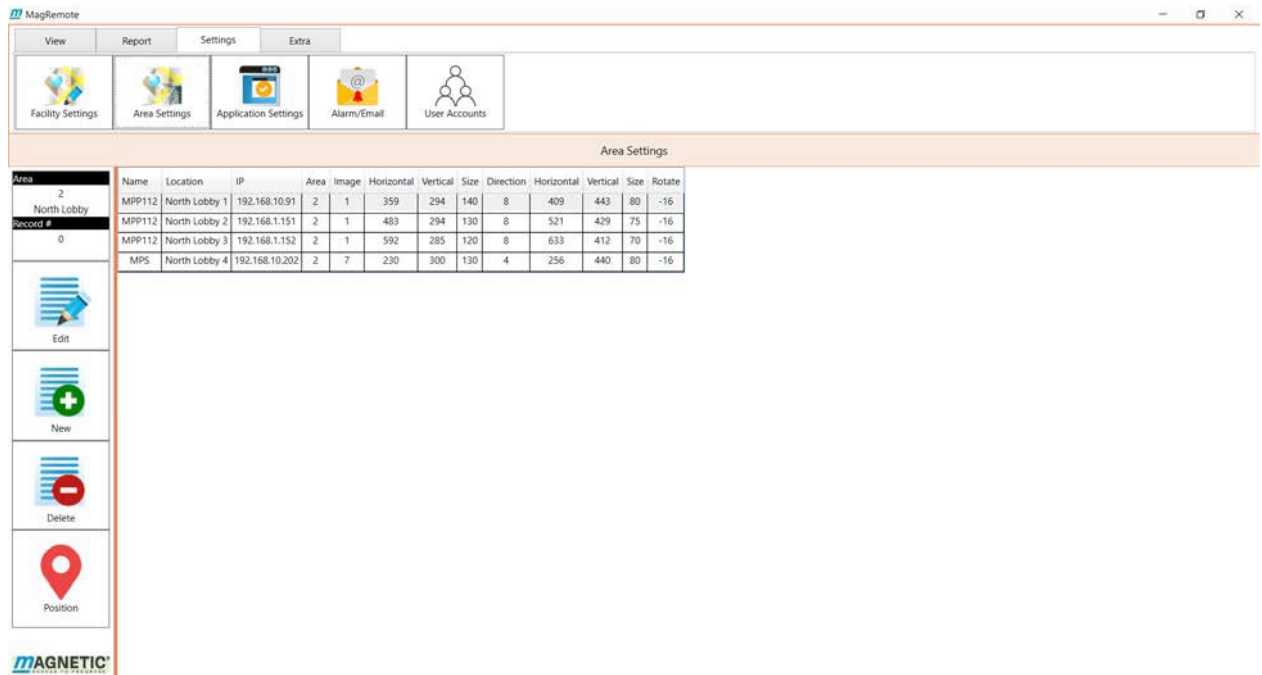 MagRemote
View Report Settings Extra
Facility Settings Area Settings Application Settings Alarm/Email User Accounts
Area Settings
Area
2
North Lobby
Record #
0
Edit
New
Delete
Position
MAGNETIC
Name Location IP Area Image Horizontal Vertical Size Direction Horizontal Vertical Size Rotate
MPP112 North Lobby 1 192.168.10.91 2 1 359 294 140 8 409 443 80 -16
MPP112 North Lobby 2 192.168.1.151 2 1 483 294 130 8 521 429 75 -16
MPP112 North Lobby 3 192.168.1.152 2 1 592 285 120 8 633 412 70 -16
MPS North Lobby 4 192.168.10.202 2 7 230 300 130 4 256 440 80 -16